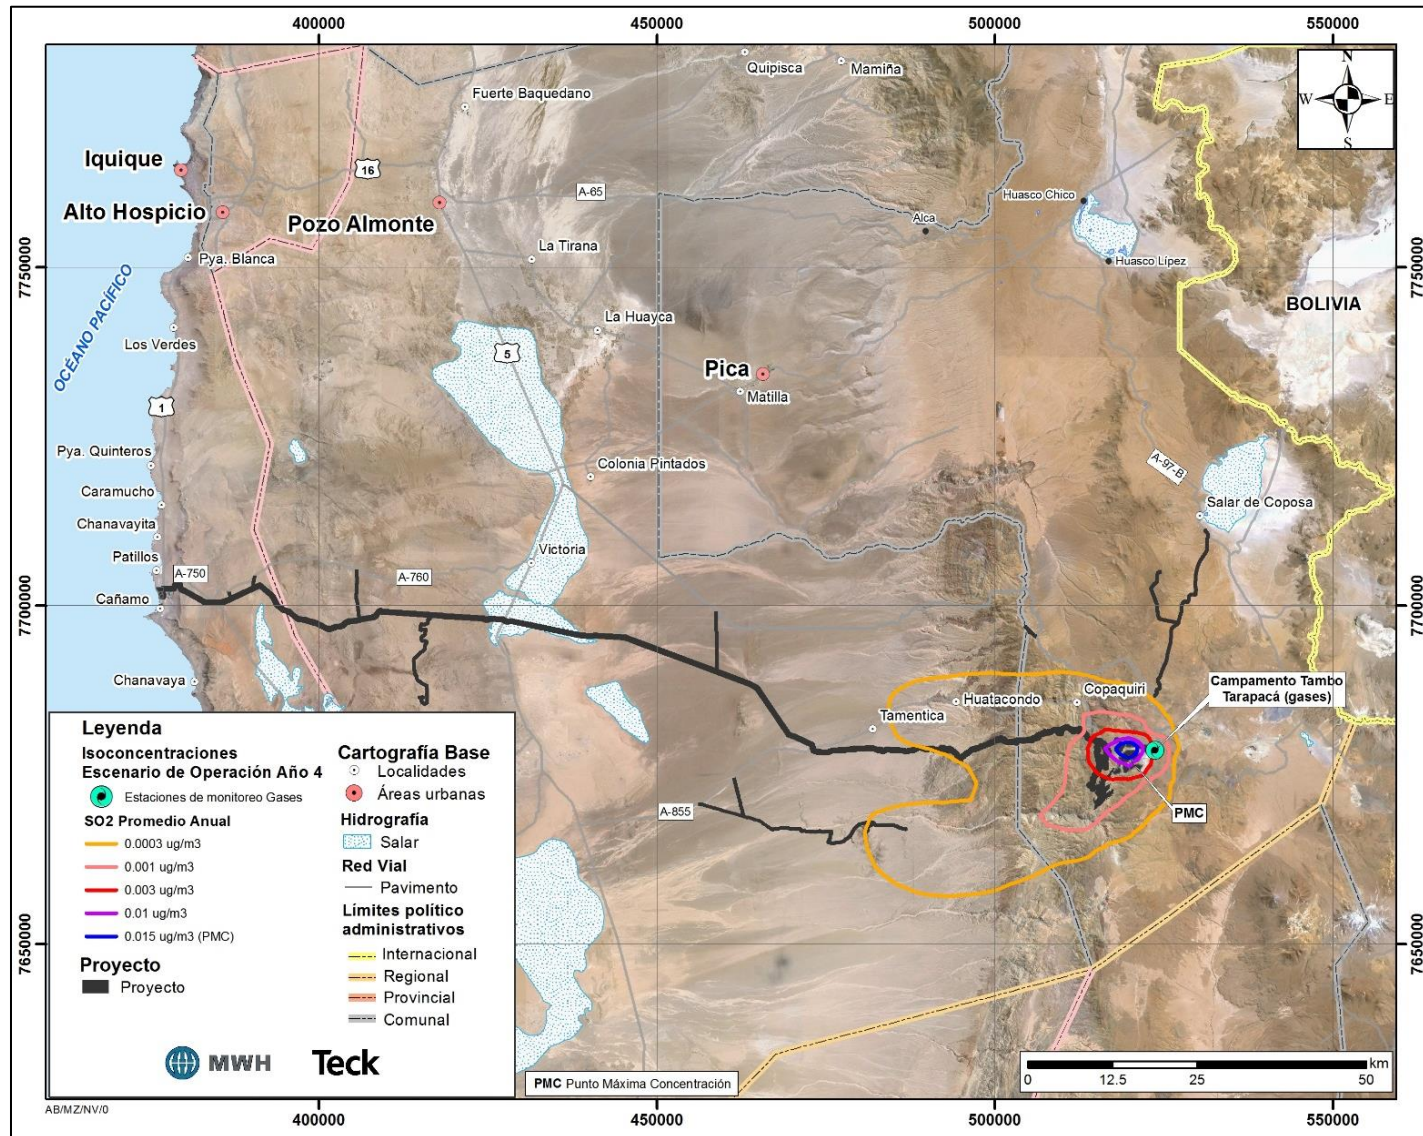 400000
450000
500000
550000
N
W
E
S
Quipisca
Mamiña
Fuerte Baquedano
Iquique
16
A-65
Huasco Chico
Alto Hospicio
Pozo Almonte
Alca
La Tirana
Pya. Blanca
Huasco Lípez
7750000
7750000
OCÉANO PACÍFICO
BOLIVIA
La Huayca
Los Verdes
5
Pica
Matilla
1
Pya. Quinteros
Colonia Pintados
A-97-B
Caramucho
Salar de Coposa
Chanavayita
Victoria
Patillos
A-750
A-760
Cañamo
7700000
7700000
Chanavaya
Campamento Tambo
Tarapacá (gases)
Copaquiri
Huatacondo
Tamentica
A-855
PMC
7650000
7650000
Leyenda
Isoconcentraciones
Escenario de Operación Año 4
Estaciones de monitoreo Gases
SO2 Promedio Anual
0.0003 ug/m3
0.001 ug/m3
0.003 ug/m3
0.01 ug/m3
0.015 ug/m3 (PMC)
Proyecto
Proyecto
Cartografía Base
Localidades
Áreas urbanas
Hidrografía
Salar
Red Vial
Pavimento
Límites político
administrativos
Internacional
Regional
Provincial
Comunal
MWH
Teck
PMC Punto Máxima Concentración
km
0
12.5
25
50
AB/MZ/NV/0
400000
450000
500000
550000